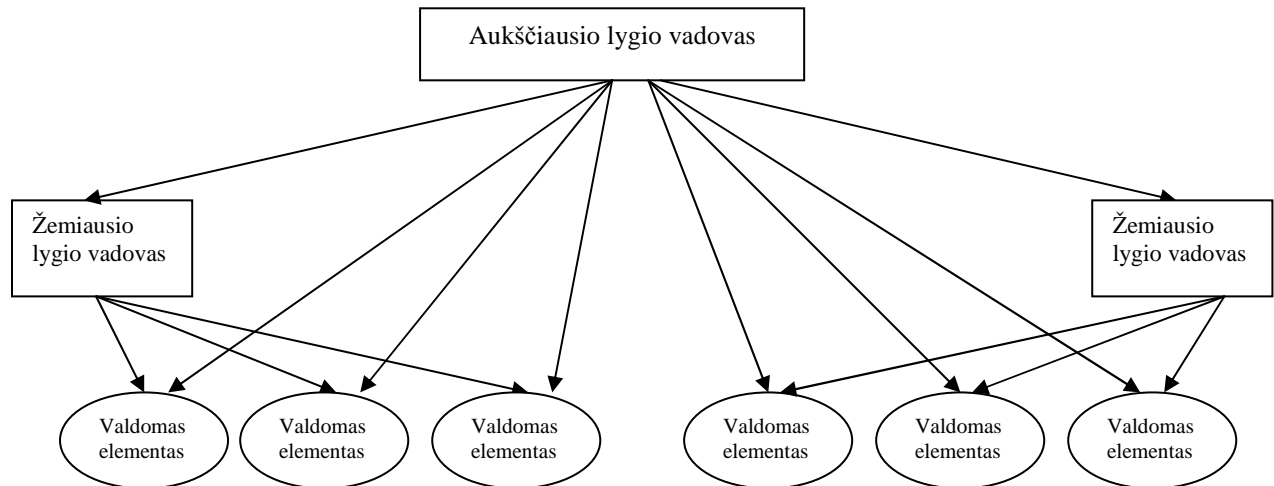 Aukščiausio lygio vadovas
Žemiausio
lygio vadovas
Žemiausio
lygio vadovas
Valdomas
elementas
Valdomas
elementas
Valdomas
elementas
Valdomas
elementas
Valdomas
elementas
Valdomas
elementas